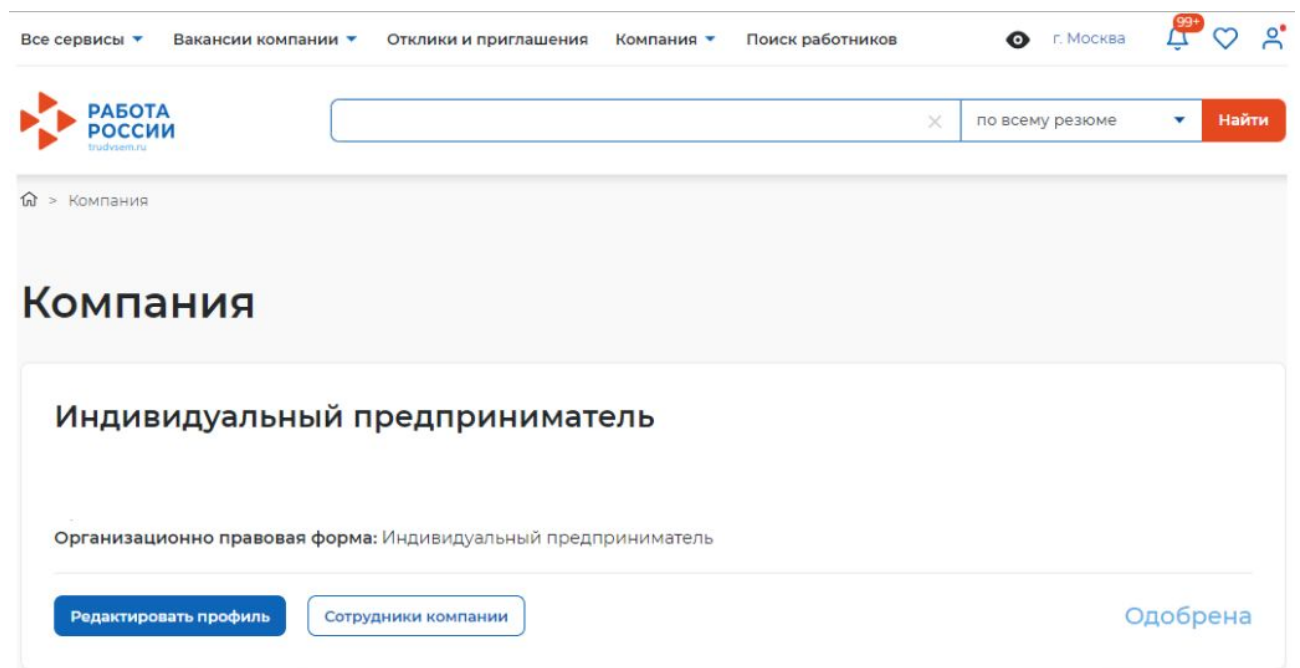 Все сервисы Вакансии компании Отклики и приглашения Компания Поиск работников г. Москва 99+
РАБОТА
РОССИИ
trudvsem.ru
по всему резюме Найти
> Компания
Компания
Индивидуальный предприниматель
Организационно правовая форма: Индивидуальный предприниматель
Редактировать профиль Сотрудники компании Одобрена